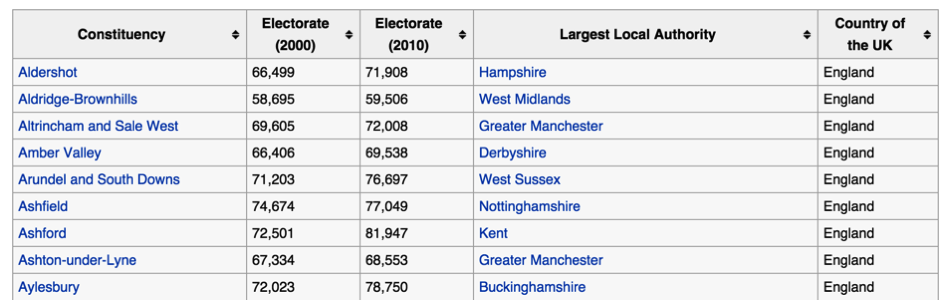 Constituency Electorate (2000) Electorate (2010) Largest Local Authority Country of the UK
Aldershot 66,499 71,908 Hampshire England
Aldridge-Brownhills 58,695 59,506 West Midlands England
Altrincham and Sale West 69,605 72,008 Greater Manchester England
Amber Valley 66,406 69,538 Derbyshire England
Arundel and South Downs 71,203 76,697 West Sussex England
Ashfield 74,674 77,049 Nottinghamshire England
Ashford 72,501 81,947 Kent England
Ashton-under-Lyne 67,334 68,553 Greater Manchester England
Aylesbury 72,023 78,750 Buckinghamshire England